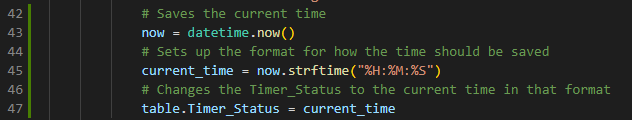 42 # Saves the current time
43 now = datetime.now()
44 # Sets up the format for how the time should be saved
45 current_time = now.strftime("%H:%M:%S")
46 # Changes the Timer_Status to the current time in that format
47 table.Timer_Status = current_time